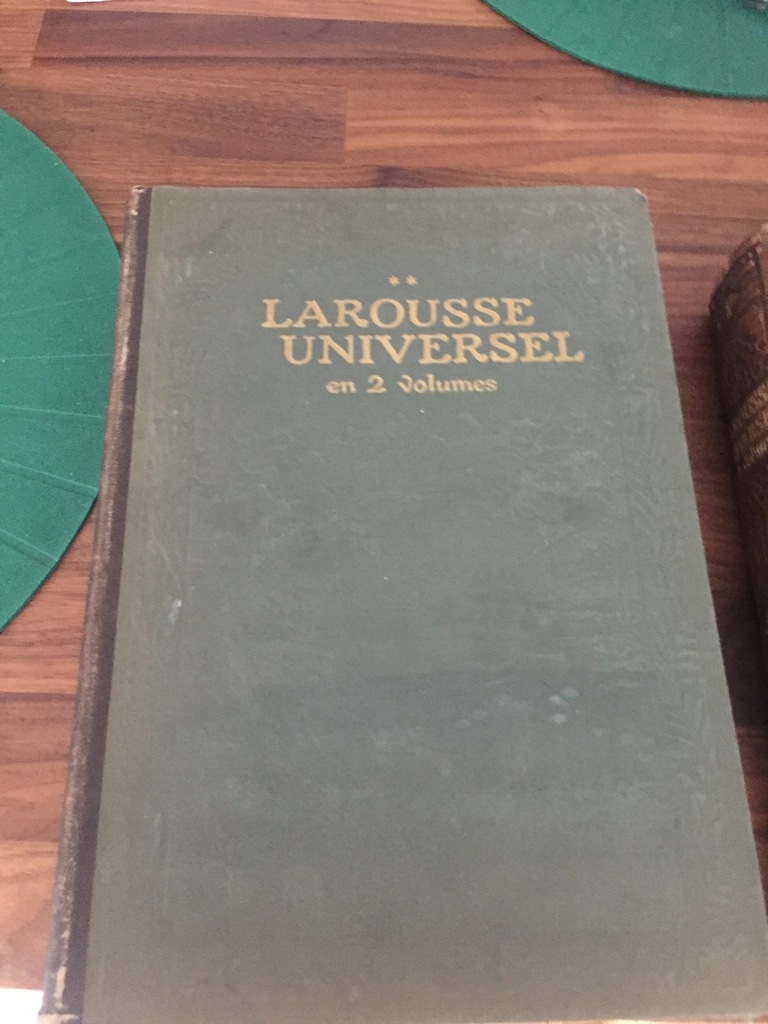 **
LAROUSSE
UNIVERSEL
en 2 volumes